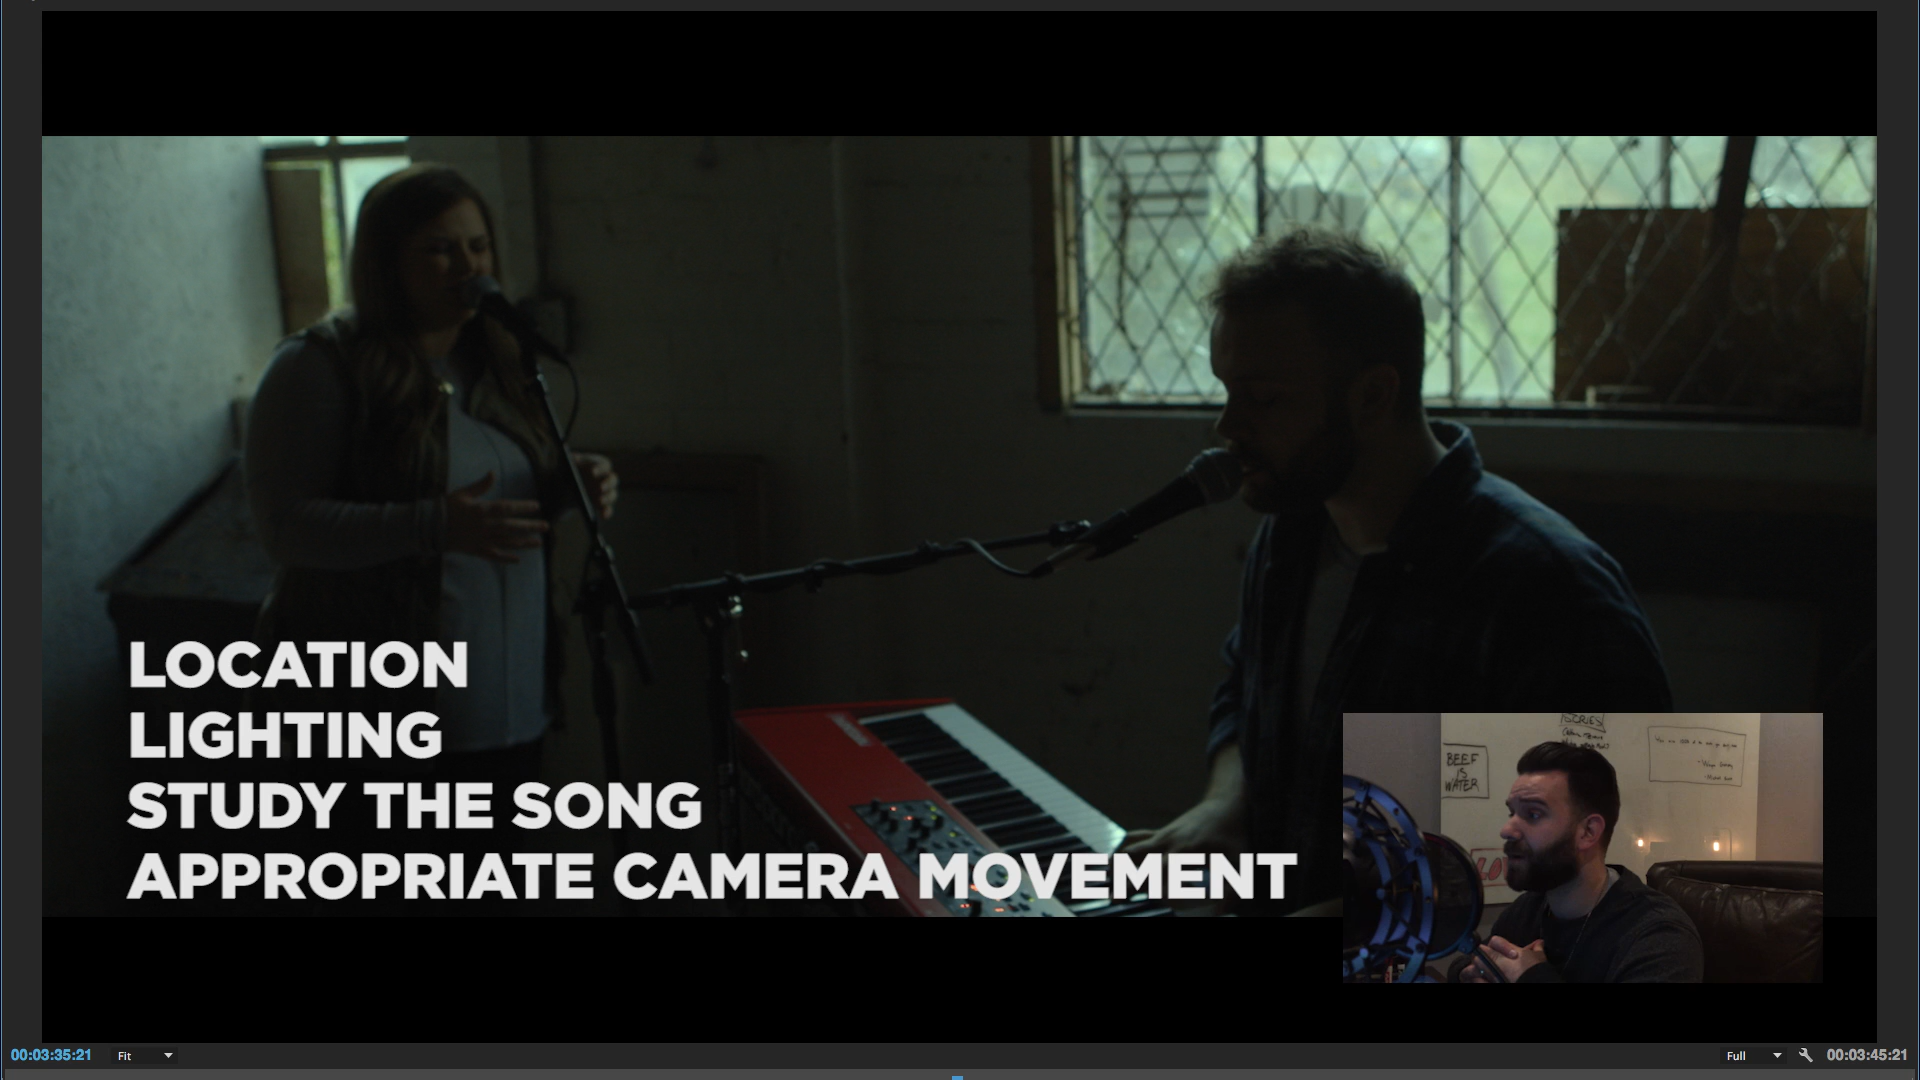 LOCATION
LIGHTING
STUDY THE SONG
APPROPRIATE CAMERA MOVEMENT
BEEF
IS
WATER
00:03:35:21
Fit
Full
00:03:45:21